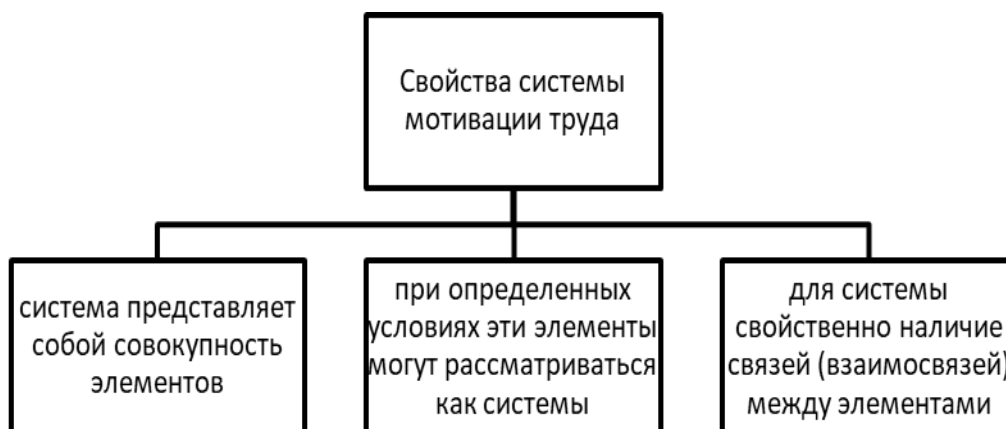 Свойства системы
мотивации труда
система представляет
собой совокупность
элементов
при определенных
условиях эти элементы
могут рассматриваться
как системы
для системы
свойственно наличие
связей (взаимосвязей)
между элементами